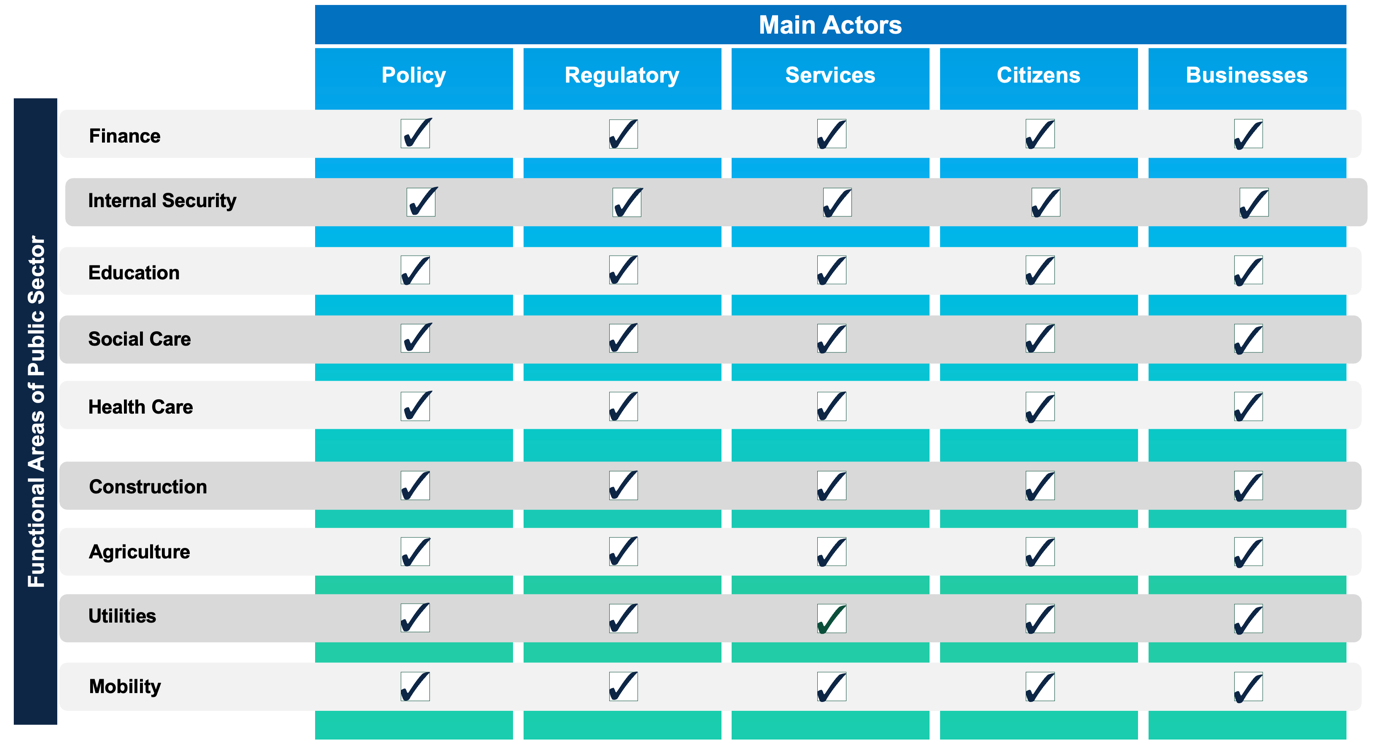 Main Actors
Policy Regulatory Services Citizens Businesses
Functional Areas of Public Sector
Finance
Internal Security
Education
Social Care
Health Care
Construction
Agriculture
Utilities
Mobility